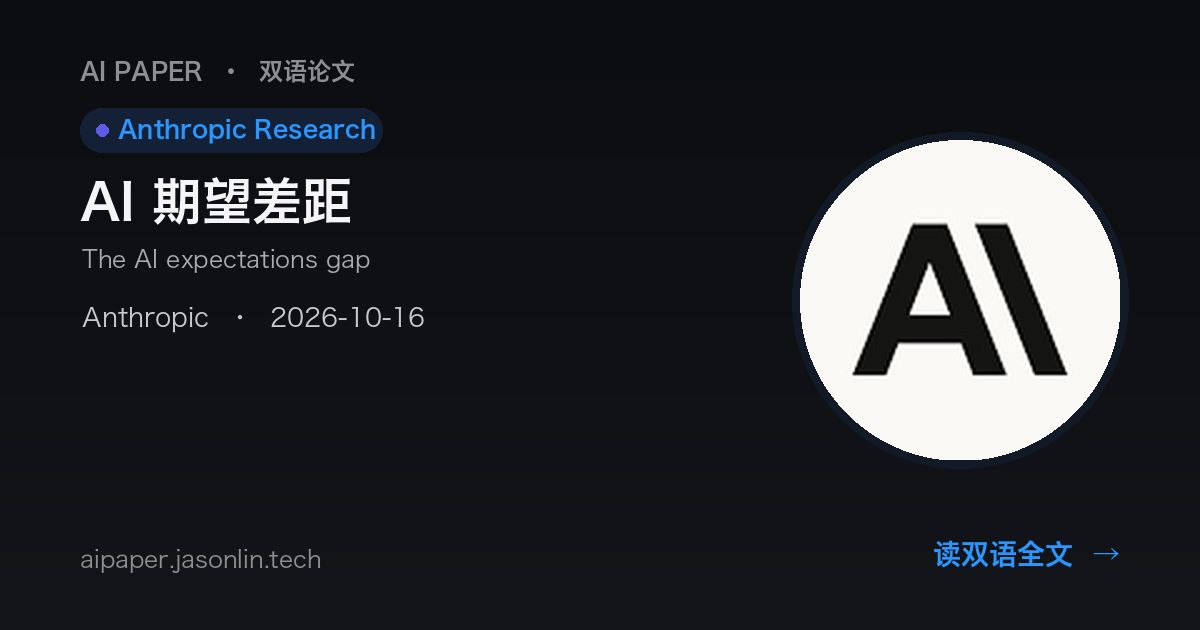 AI PAPER · 双语论文
Anthropic Research
AI 期望差距
The AI expectations gap
Anthropic · 2026-10-16
AI
aipaper.jasonlin.tech
读双语全文 →